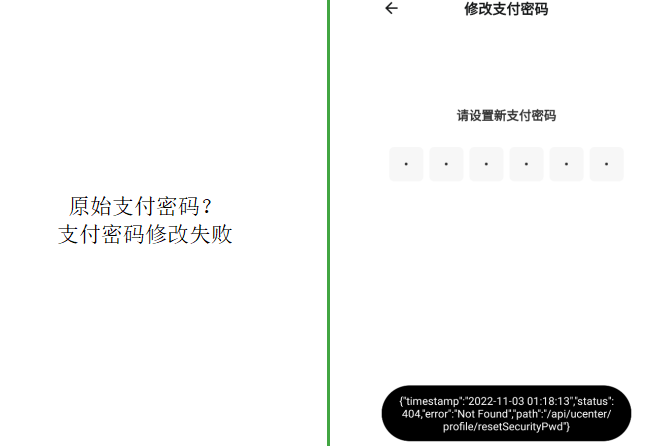 原始支付密码？
支付密码修改失败
修改支付密码
请设置新支付密码
{"timestamp":"2022-11-03 01:18:13","status":
404,"error":"Not Found","path":"/api/ucenter/
profile/resetSecurityPwd"}